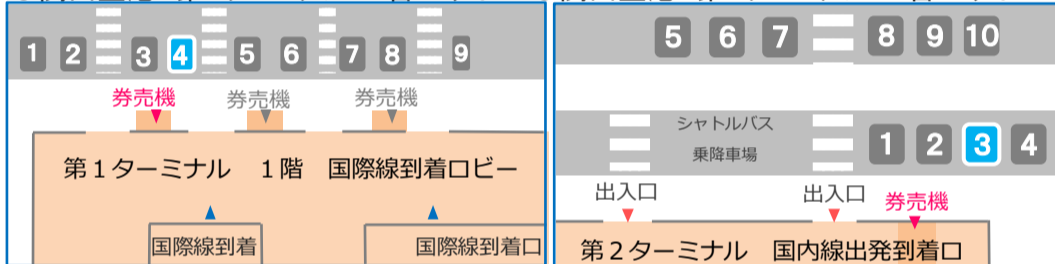 1 2 3 4 5 6 7 8 9
券売機 券売機 券売機
第1ターミナル 1階 国際線到着ロビー
国際線到着 国際線到着口
5 6 7 8 9 10
シャトルバス
乗降車場
1 2 3 4
出入口 出入口 券売機
第2ターミナル 国内線出発到着口